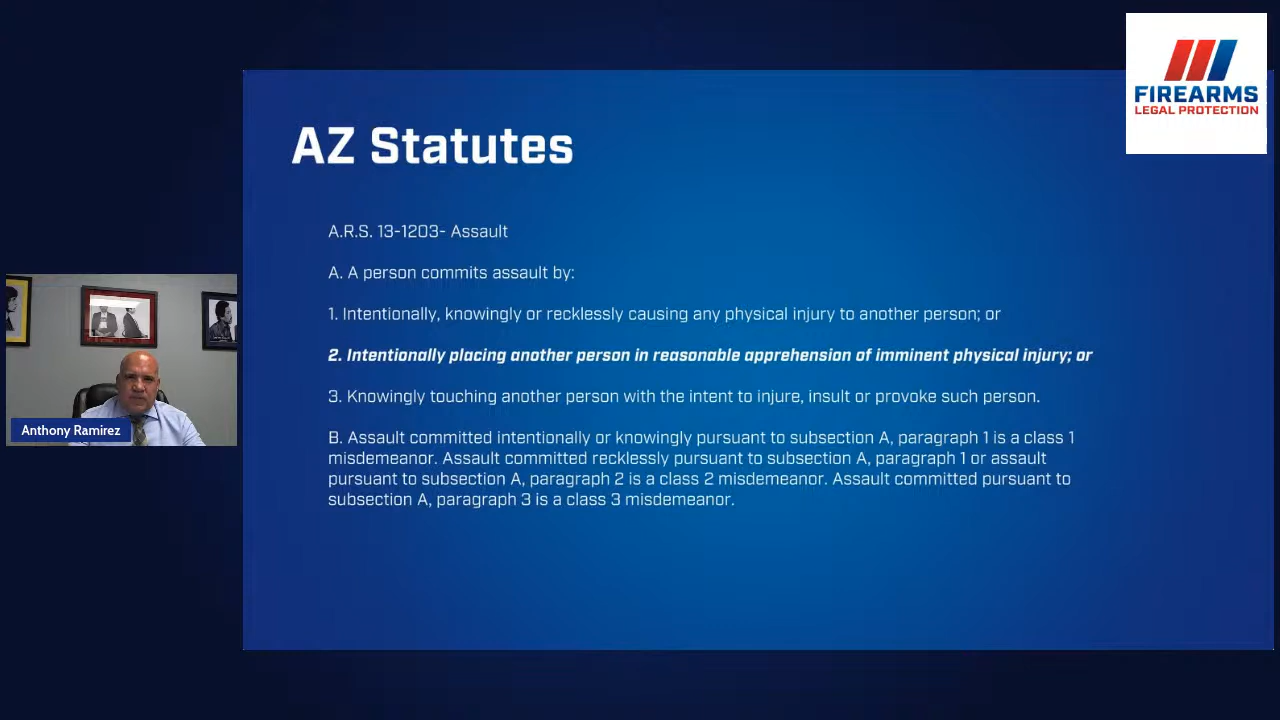 FIREARMS
LEGAL PROTECTION
AZ Statutes
A.R.S. 13-1203- Assault
A. A person commits assault by:
1. Intentionally, knowingly or recklessly causing any physical injury to another person; or
2. Intentionally placing another person in reasonable apprehension of imminent physical injury; or
3. Knowingly touching another person with the intent to injure, insult or provoke such person.
B. Assault committed intentionally or knowingly pursuant to subsection A, paragraph 1 is a class 1
misdemeanor. Assault committed recklessly pursuant to subsection A, paragraph 1 or assault
pursuant to subsection A, paragraph 2 is a class 2 misdemeanor. Assault committed pursuant to
subsection A, paragraph 3 is a class 3 misdemeanor.
Anthony Ramirez